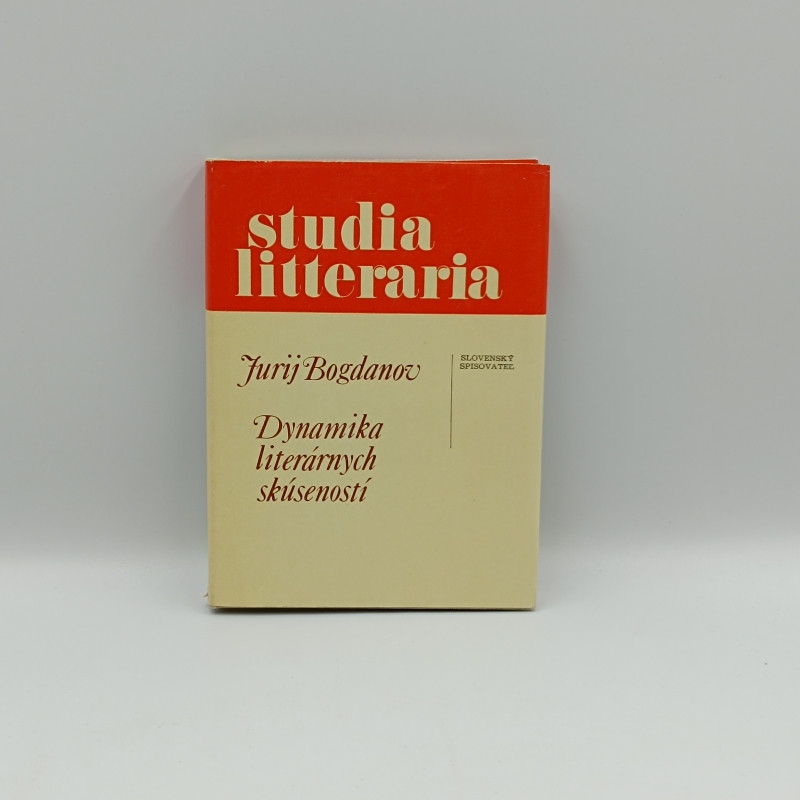 studia
litteraria
Jurij Bogdanov
SLOVENSKÝ
SPISOVATEĽ
Dynamika
literárnych
skúseností